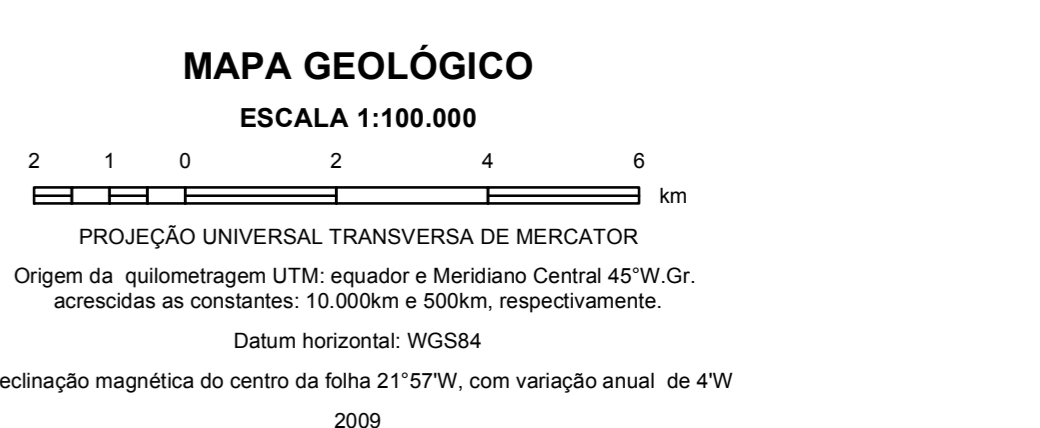 MAPA GEOLÓGICO
ESCALA 1:100.000
2 1 0 2 4 6
km
PROJEÇÃO UNIVERSAL TRANSVERSA DE MERCATOR
Origem da quilometragem UTM: equador e Meridiano Central 45°W.Gr.
acrescidas as constantes: 10.000km e 500km, respectivamente.
Datum horizontal: WGS84
eclinação magnética do centro da folha 21°57'W, com variação anual de 4'W
2009